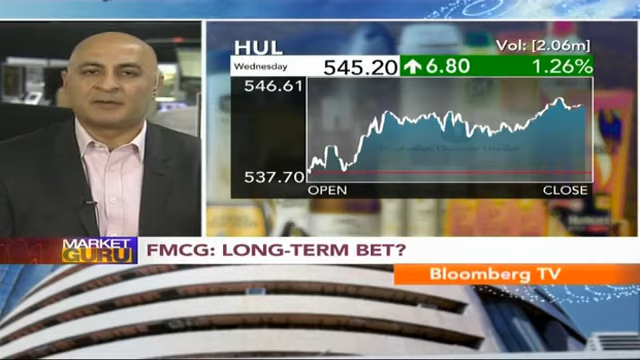 HUL
Vol: [2.06m]
Wednesday 545.20 6.80 1.26%
546.61
537.70
OPEN CLOSE
MARKET
GURU
FMCG: LONG-TERM BET?
Bloomberg TV